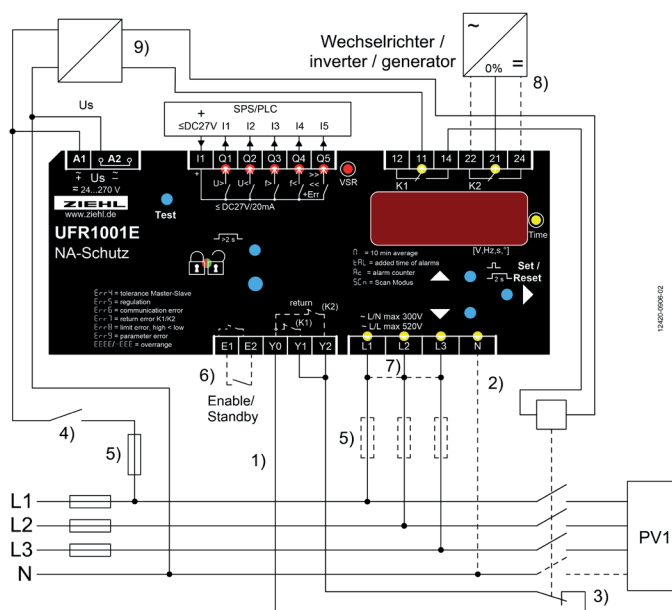 9)
Wechselrichter /
inverter / generator
~
0%
=
8)
Us
SPS/PLC
+
≤DC27V I1 I2 I3 I4 I5
A1 A2
+ -
~ Us ~
≂ 24...270 V
I1 Q1 Q2 Q3 Q4 Q5
+ U> U< f> f< >> <<
+Err
≤ DC27V/20mA
VSR
12 11 14 22 21 24
K1 K2
ZIEHL
www.ziehl.de
Test
UFR1001E
NA-Schutz
>2 s
Time
[V,Hz,s,°]
n = 10 min average
tAL = added time of alarms
Ac = alarm counter
SCn = Scan Modus
Set /
Reset
2 s
Err4 = tolerance Master-Slave
Err5 = regulation
Err6 = communication error
Err7 = return error K1/K2
Err8 = limit error, high < low
Err9 = parameter error
EEEE/-EEE = overrange
return (K2)
(K1)
~ L/N max 300V
~ L/L max 520V
E1 E2 Y0 Y1 Y2
L1 L2 L3 N
12420-0906-02
6)
Enable/
Standby
7)
2)
4)
5)
1)
5)
L1
L2
L3
N
PV1
3)